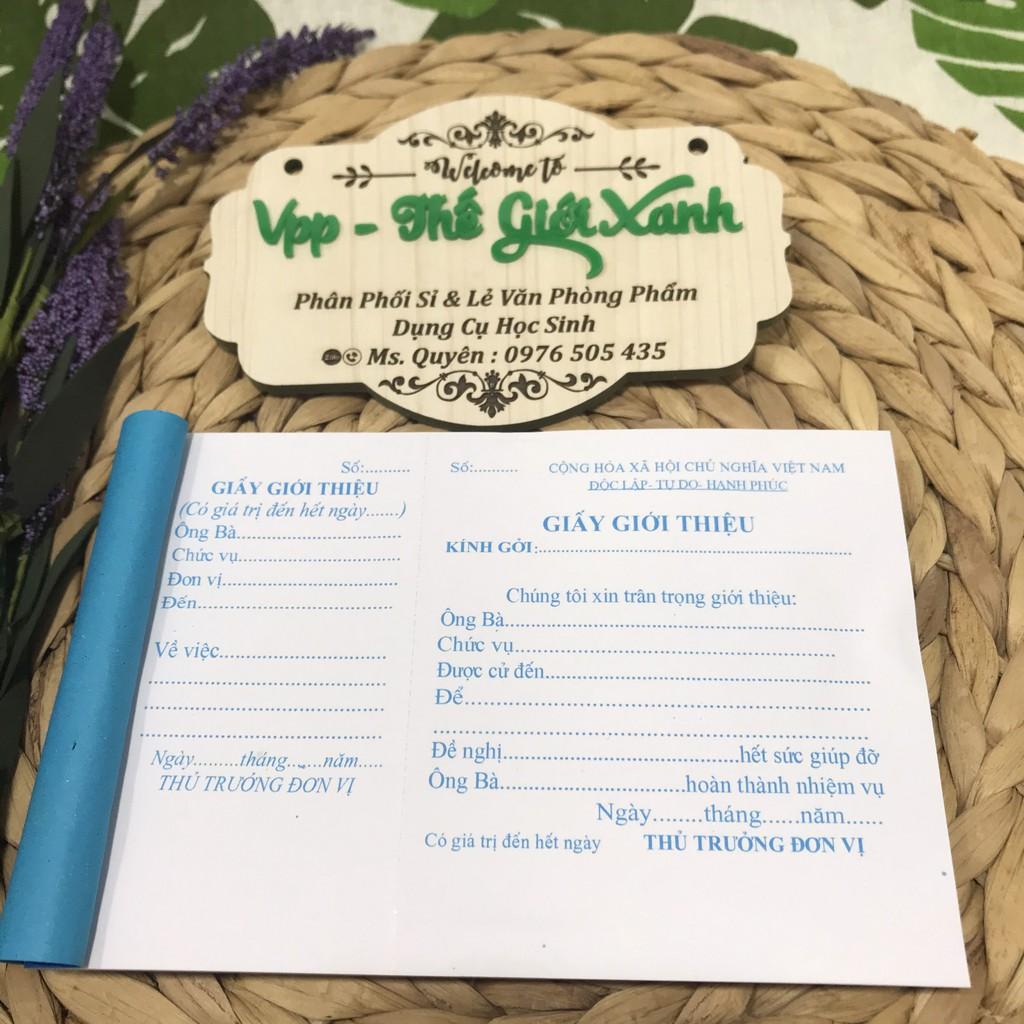 Welcome to
Vpp - Thế Giới Xanh
Phân Phối Sỉ & Lẻ Văn Phòng Phẩm
Dụng Cụ Học Sinh
Zalo Ms. Quyên : 0976 505 435
Số:..........
GIẤY GIỚI THIỆU
(Có giá trị đến hết ngày.......)
Ông Bà.................................
Chức vụ.................................
Đơn vị.................................
Đến.................................
Về việc.................................
..........................................
..........................................
..........................................
Ngày.........tháng......năm.....
THỦ TRƯỞNG ĐƠN VỊ
Số:.......... CỘNG HÒA XÃ HỘI CHỦ NGHĨA VIỆT NAM
ĐỘC LẬP- TỰ DO- HẠNH PHÚC
GIẤY GIỚI THIỆU
KÍNH GỞI:.................................................................
Chúng tôi xin trân trọng giới thiệu:
Ông Bà.................................................................
Chức vụ.................................................................
Được cử đến.................................................................
Để.................................................................
.................................................................
Đề nghị..........................................hết sức giúp đỡ
Ông Bà.................................hoàn thành nhiệm vụ
Ngày........tháng......năm......
Có giá trị đến hết ngày THỦ TRƯỞNG ĐƠN VỊ